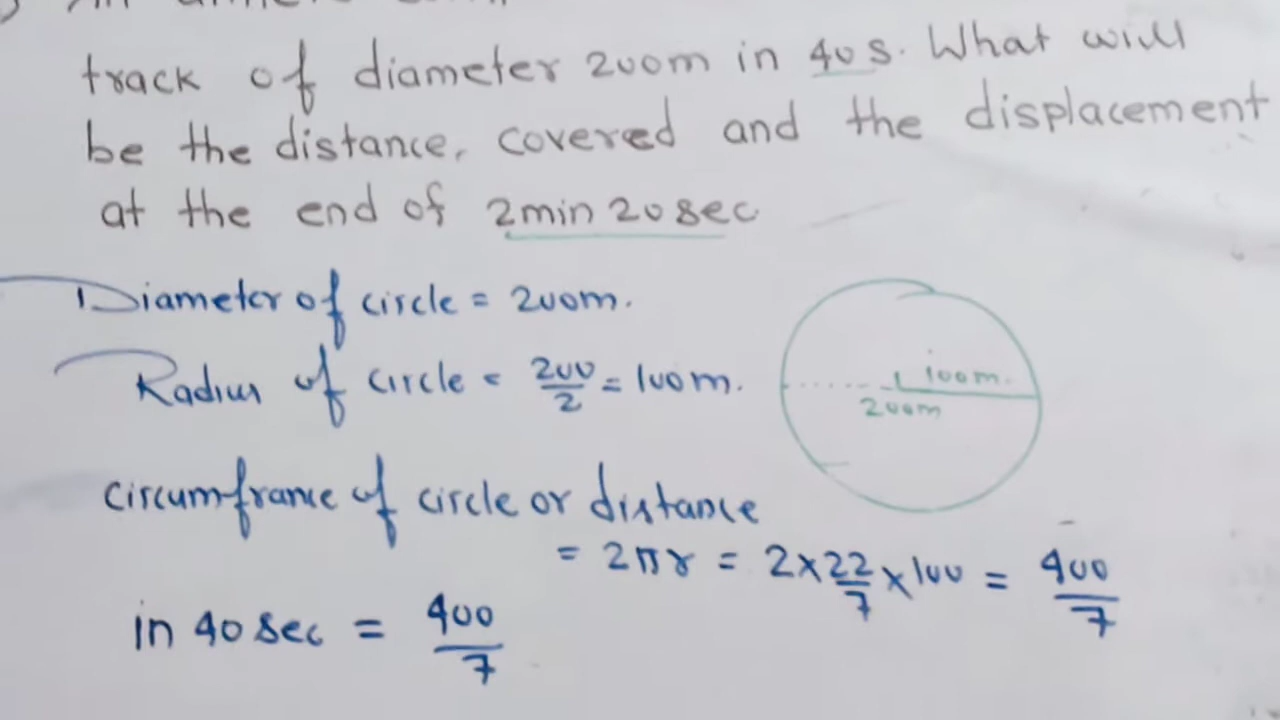 track of diameter 200m in 40s. What will
be the distance, covered and the displacement
at the end of 2min 20sec
Diameter of circle = 200m.
Radius of circle = 200/2 = 100m.
100m.
200m
circumfrance of circle or distance
= 2πr = 2×22/7×100 = 400/7
in 40 sec = 400/7